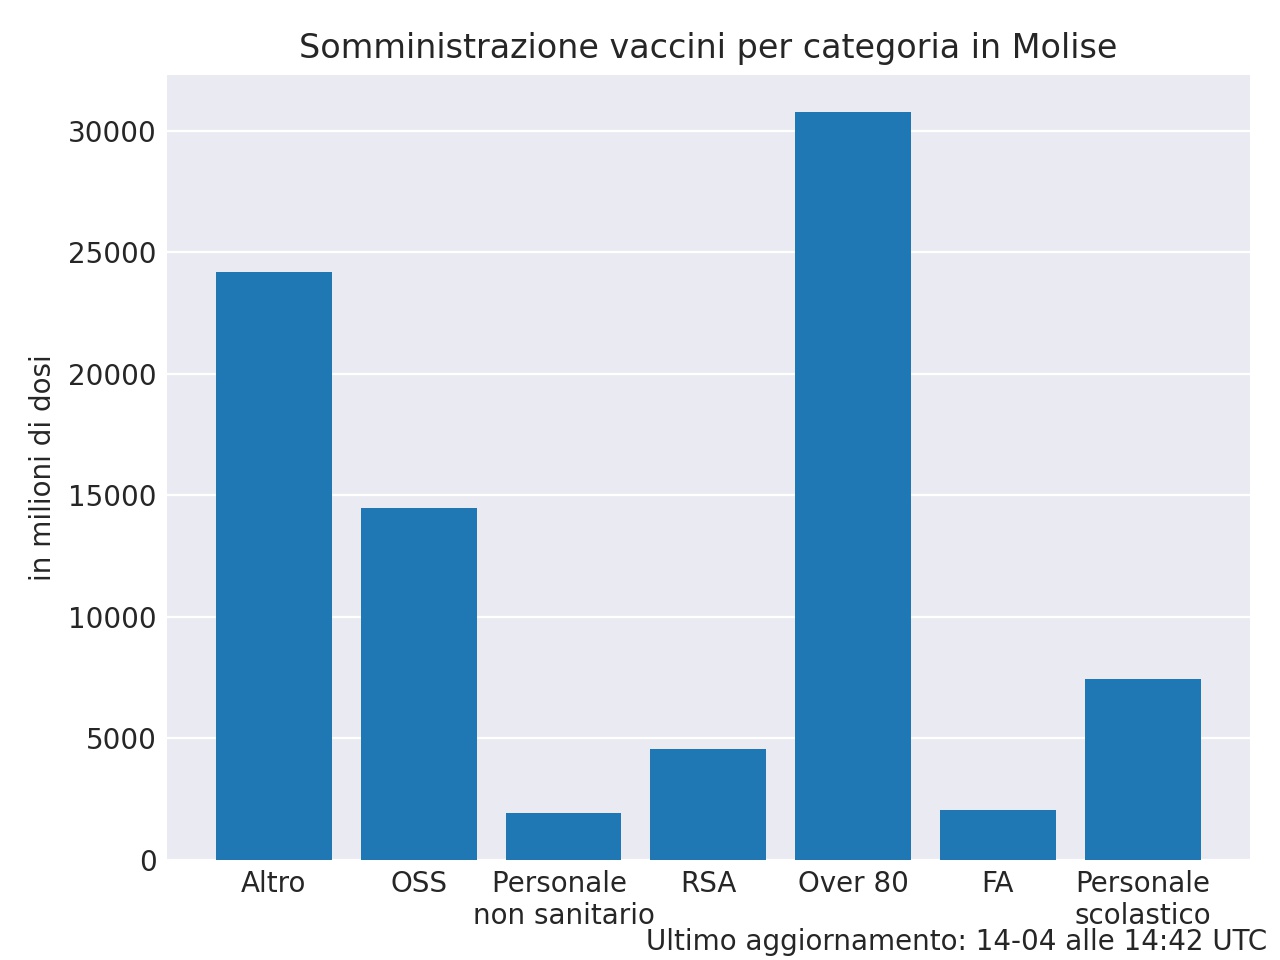 Somministrazione vaccini per categoria in Molise
in milioni di dosi
30000
25000
20000
15000
10000
5000
0
Altro
OSS
Personale
non sanitario
RSA
Over 80
FA
Personale
scolastico
Ultimo aggiornamento: 14-04 alle 14:42 UTC